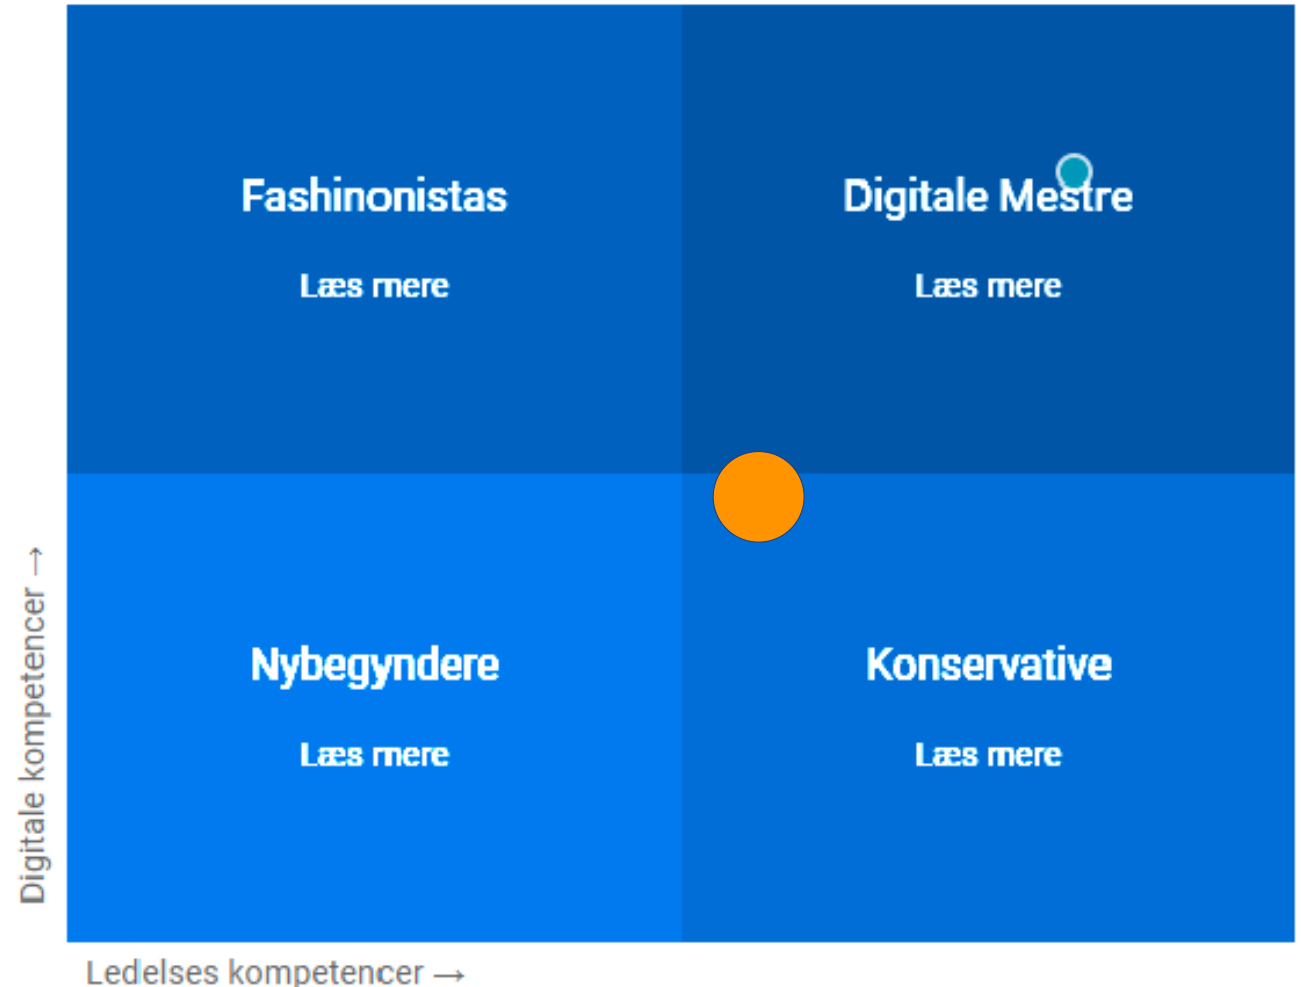 Fashinonistas
Læs mere
Digitale Mestre
Læs mere
Nybegyndere
Læs mere
Konservative
Læs mere
Digitale kompetencer →
Ledelses kompetencer →